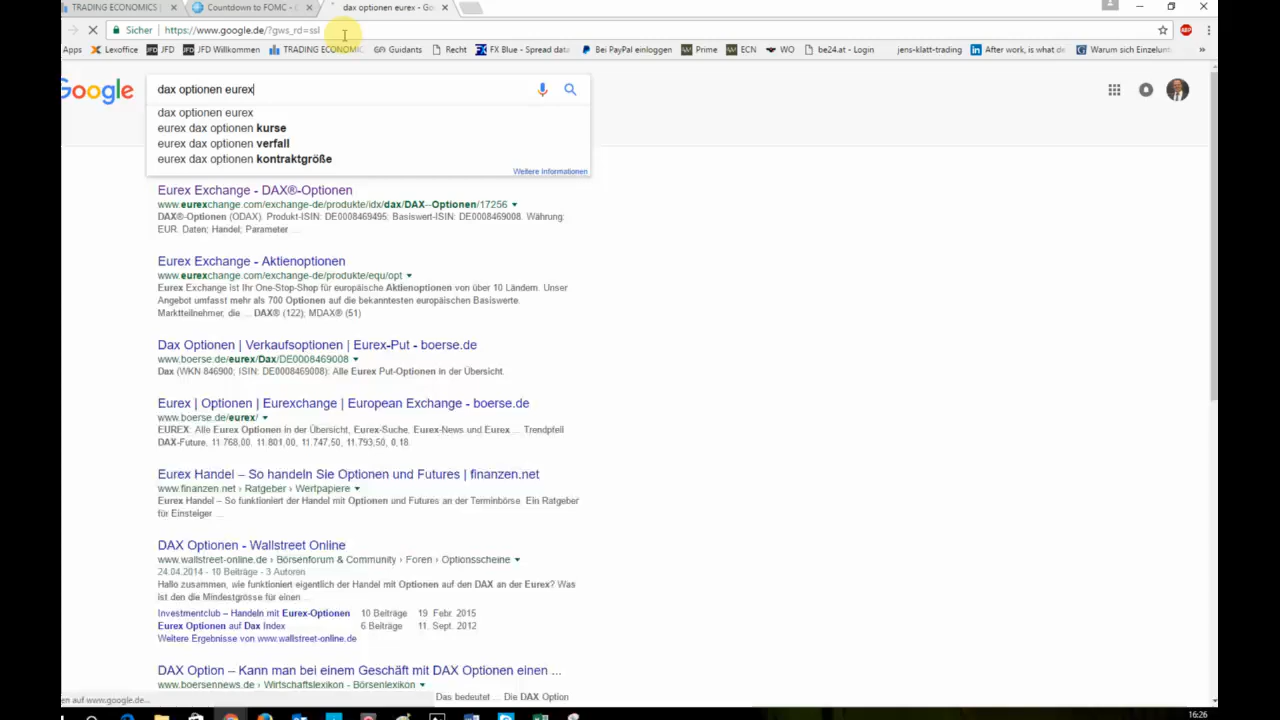 TRADING ECONOMICS
Countdown to FOMC - C
dax optionen eurex - Go
Sicher
https://www.google.de/?gws_rd=ssl
Apps
Lexoffice
JFD
JFD Willkommen
TRADING ECONOMIC
Guidants
Recht
FX Blue - Spread data
Bei PayPal einloggen
Prime
ECN
WO
be24.at - Login
jens-klatt-trading
After work, is what de
Warum sich Einzelunt
Google
dax optionen eurex
dax optionen eurex
eurex dax optionen kurse
eurex dax optionen verfall
eurex dax optionen kontraktgröße
Weitere Informationen
Eurex Exchange - DAX®-Optionen
www.eurexchange.com/exchange-de/produkte/idx/dax/DAX--Optionen/17256
DAX®-Optionen (ODAX). Produkt-ISIN: DE0008469495. Basiswert-ISIN: DE0008469008. Währung:
EUR. Daten; Handel; Parameter ...
Eurex Exchange - Aktienoptionen
www.eurexchange.com/exchange-de/produkte/equ/opt
Eurex Exchange ist Ihr One-Stop-Shop für europäische Aktienoptionen von über 10 Ländern. Unser
Angebot umfasst mehr als 700 Optionen auf die bekanntesten europäischen Basiswerte.
Marktteilnehmer, die ... DAX® (122); MDAX® (51)
Dax Optionen | Verkaufsoptionen | Eurex-Put - boerse.de
www.boerse.de/eurex/Dax/DE0008469008
Dax (WKN 846900; ISIN: DE0008469008): Alle Eurex Put-Optionen in der Übersicht.
Eurex | Optionen | Eurexchange | European Exchange - boerse.de
www.boerse.de/eurex/
EUREX: Alle Eurex Optionen in der Übersicht, Eurex-Suche, Eurex-News und Eurex ... Trendpfeil
DAX-Future, 11.768,00, 11.801,00, 11.747,50, 11.793,50, 0,18.
Eurex Handel – So handeln Sie Optionen und Futures | finanzen.net
www.finanzen.net › Ratgeber › Wertpapiere
Eurex Handel – So funktioniert der Handel mit Optionen und Futures an der Terminbörse. Ein Ratgeber
für Einsteiger ...
DAX Optionen - Wallstreet Online
www.wallstreet-online.de › Börsenforum & Community › Foren › Optionsscheine
24.04.2014 - 10 Beiträge - 3 Autoren
Hallo zusammen, wie funktioniert eigentlich der Handel mit Optionen auf den DAX an der Eurex? Was
ist den die Mindestgrösse für einen ...
Investmentclub – Handeln mit Eurex-Optionen 10 Beiträge 19. Febr. 2015
Eurex Optionen auf Dax Index 6 Beiträge 11. Sept. 2012
Weitere Ergebnisse von www.wallstreet-online.de
DAX Option – Kann man bei einem Geschäft mit DAX Optionen einen ...
www.boersennews.de › Wirtschaftslexikon - Börsenlexikon
Das bedeutet ... Die DAX Option
en auf www.google.de...
16:26